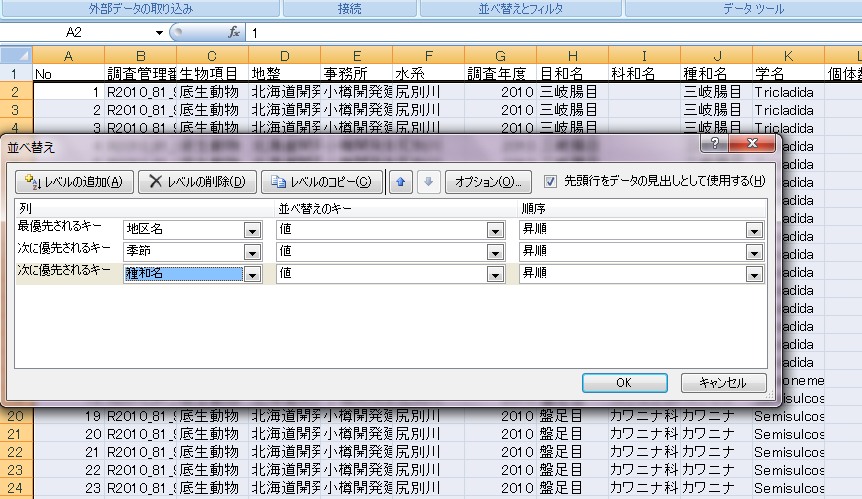 外部データの取り込み 接続 並べ替えとフィルタ データ ツール
A2 fx 1
A B C D E F G H I J K L
1 No 調査管理番 生物項目 地整 事務所 水系 調査年度 目和名 科和名 種和名 学名 個体数
2 1 R2010_81_9 底生動物 北海道開発 小樽開発建 尻別川 2010 三岐腸目 三岐腸目 Tricladida
3 2 R2010_81_9 底生動物 北海道開発 小樽開発建 尻別川 2010 三岐腸目 三岐腸目 Tricladida
4 3 R2010_81_9 底生動物 北海道開発 小樽開発建 尻別川 2010 三岐腸目 三岐腸目 Tricladida
並べ替え
レベルの追加(A) レベルの削除(D) レベルのコピー(C) オプション(O)... 先頭行をデータの見出しとして使用する(H)
列 並べ替えのキー 順序
最優先されるキー 地区名 値 昇順
次に優先されるキー 季節 値 昇順
次に優先されるキー 種和名 値 昇順
OK キャンセル
20 19 R2010_81_9 底生動物 北海道開発 小樽開発建 尻別川 2010 盤足目 カワニナ科 カワニナ Semisulcos
21 20 R2010_81_9 底生動物 北海道開発 小樽開発建 尻別川 2010 盤足目 カワニナ科 カワニナ Semisulcos
22 21 R2010_81_9 底生動物 北海道開発 小樽開発建 尻別川 2010 盤足目 カワニナ科 カワニナ Semisulcos
23 22 R2010_81_9 底生動物 北海道開発 小樽開発建 尻別川 2010 盤足目 カワニナ科 カワニナ Semisulcos
24 23 R2010_81_9 底生動物 北海道開発 小樽開発建 尻別川 2010 盤足目 カワニナ科 カワニナ Semisulcos